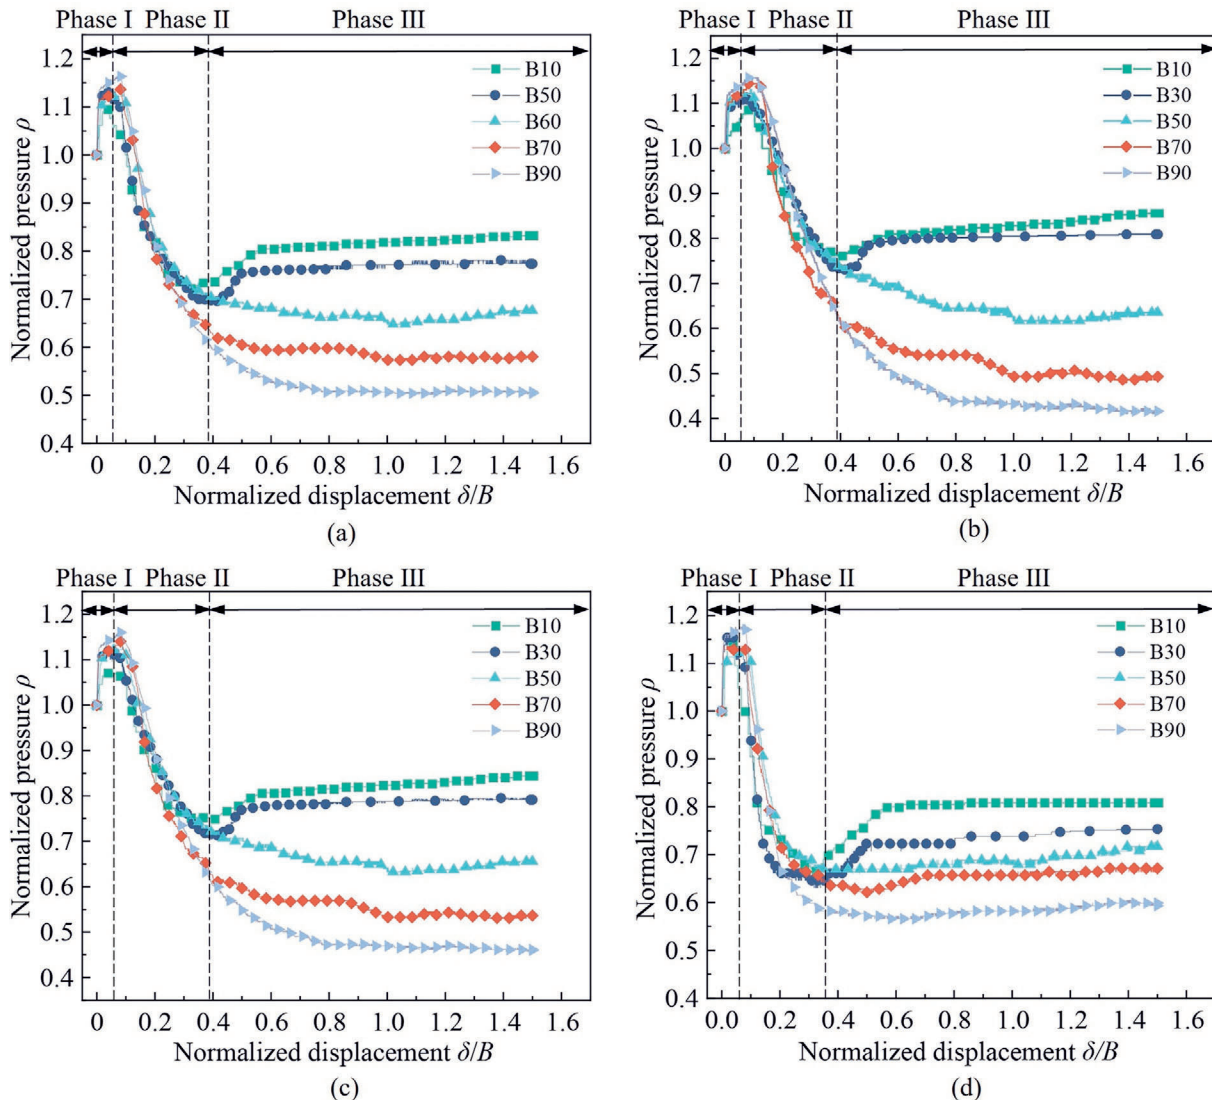 Phase I Phase II Phase III
1.2
1.1
1.0
0.9
0.8
0.7
0.6
0.5
0.4
Normalized pressure ρ
B10
B50
B60
B70
B90
0 0.2 0.4 0.6 0.8 1.0 1.2 1.4 1.6
Normalized displacement δ/B
(a)
Phase I Phase II Phase III
1.2
1.1
1.0
0.9
0.8
0.7
0.6
0.5
0.4
Normalized pressure ρ
B10
B30
B50
B70
B90
0 0.2 0.4 0.6 0.8 1.0 1.2 1.4 1.6
Normalized displacement δ/B
(b)
Phase I Phase II Phase III
1.2
1.1
1.0
0.9
0.8
0.7
0.6
0.5
0.4
Normalized pressure ρ
B10
B30
B50
B70
B90
0 0.2 0.4 0.6 0.8 1.0 1.2 1.4 1.6
Normalized displacement δ/B
(c)
Phase I Phase II Phase III
1.2
1.1
1.0
0.9
0.8
0.7
0.6
0.5
0.4
Normalized pressure ρ
B10
B30
B50
B70
B90
0.0 0.2 0.4 0.6 0.8 1.0 1.2 1.4 1.6
Normalized displacement δ/B
(d)